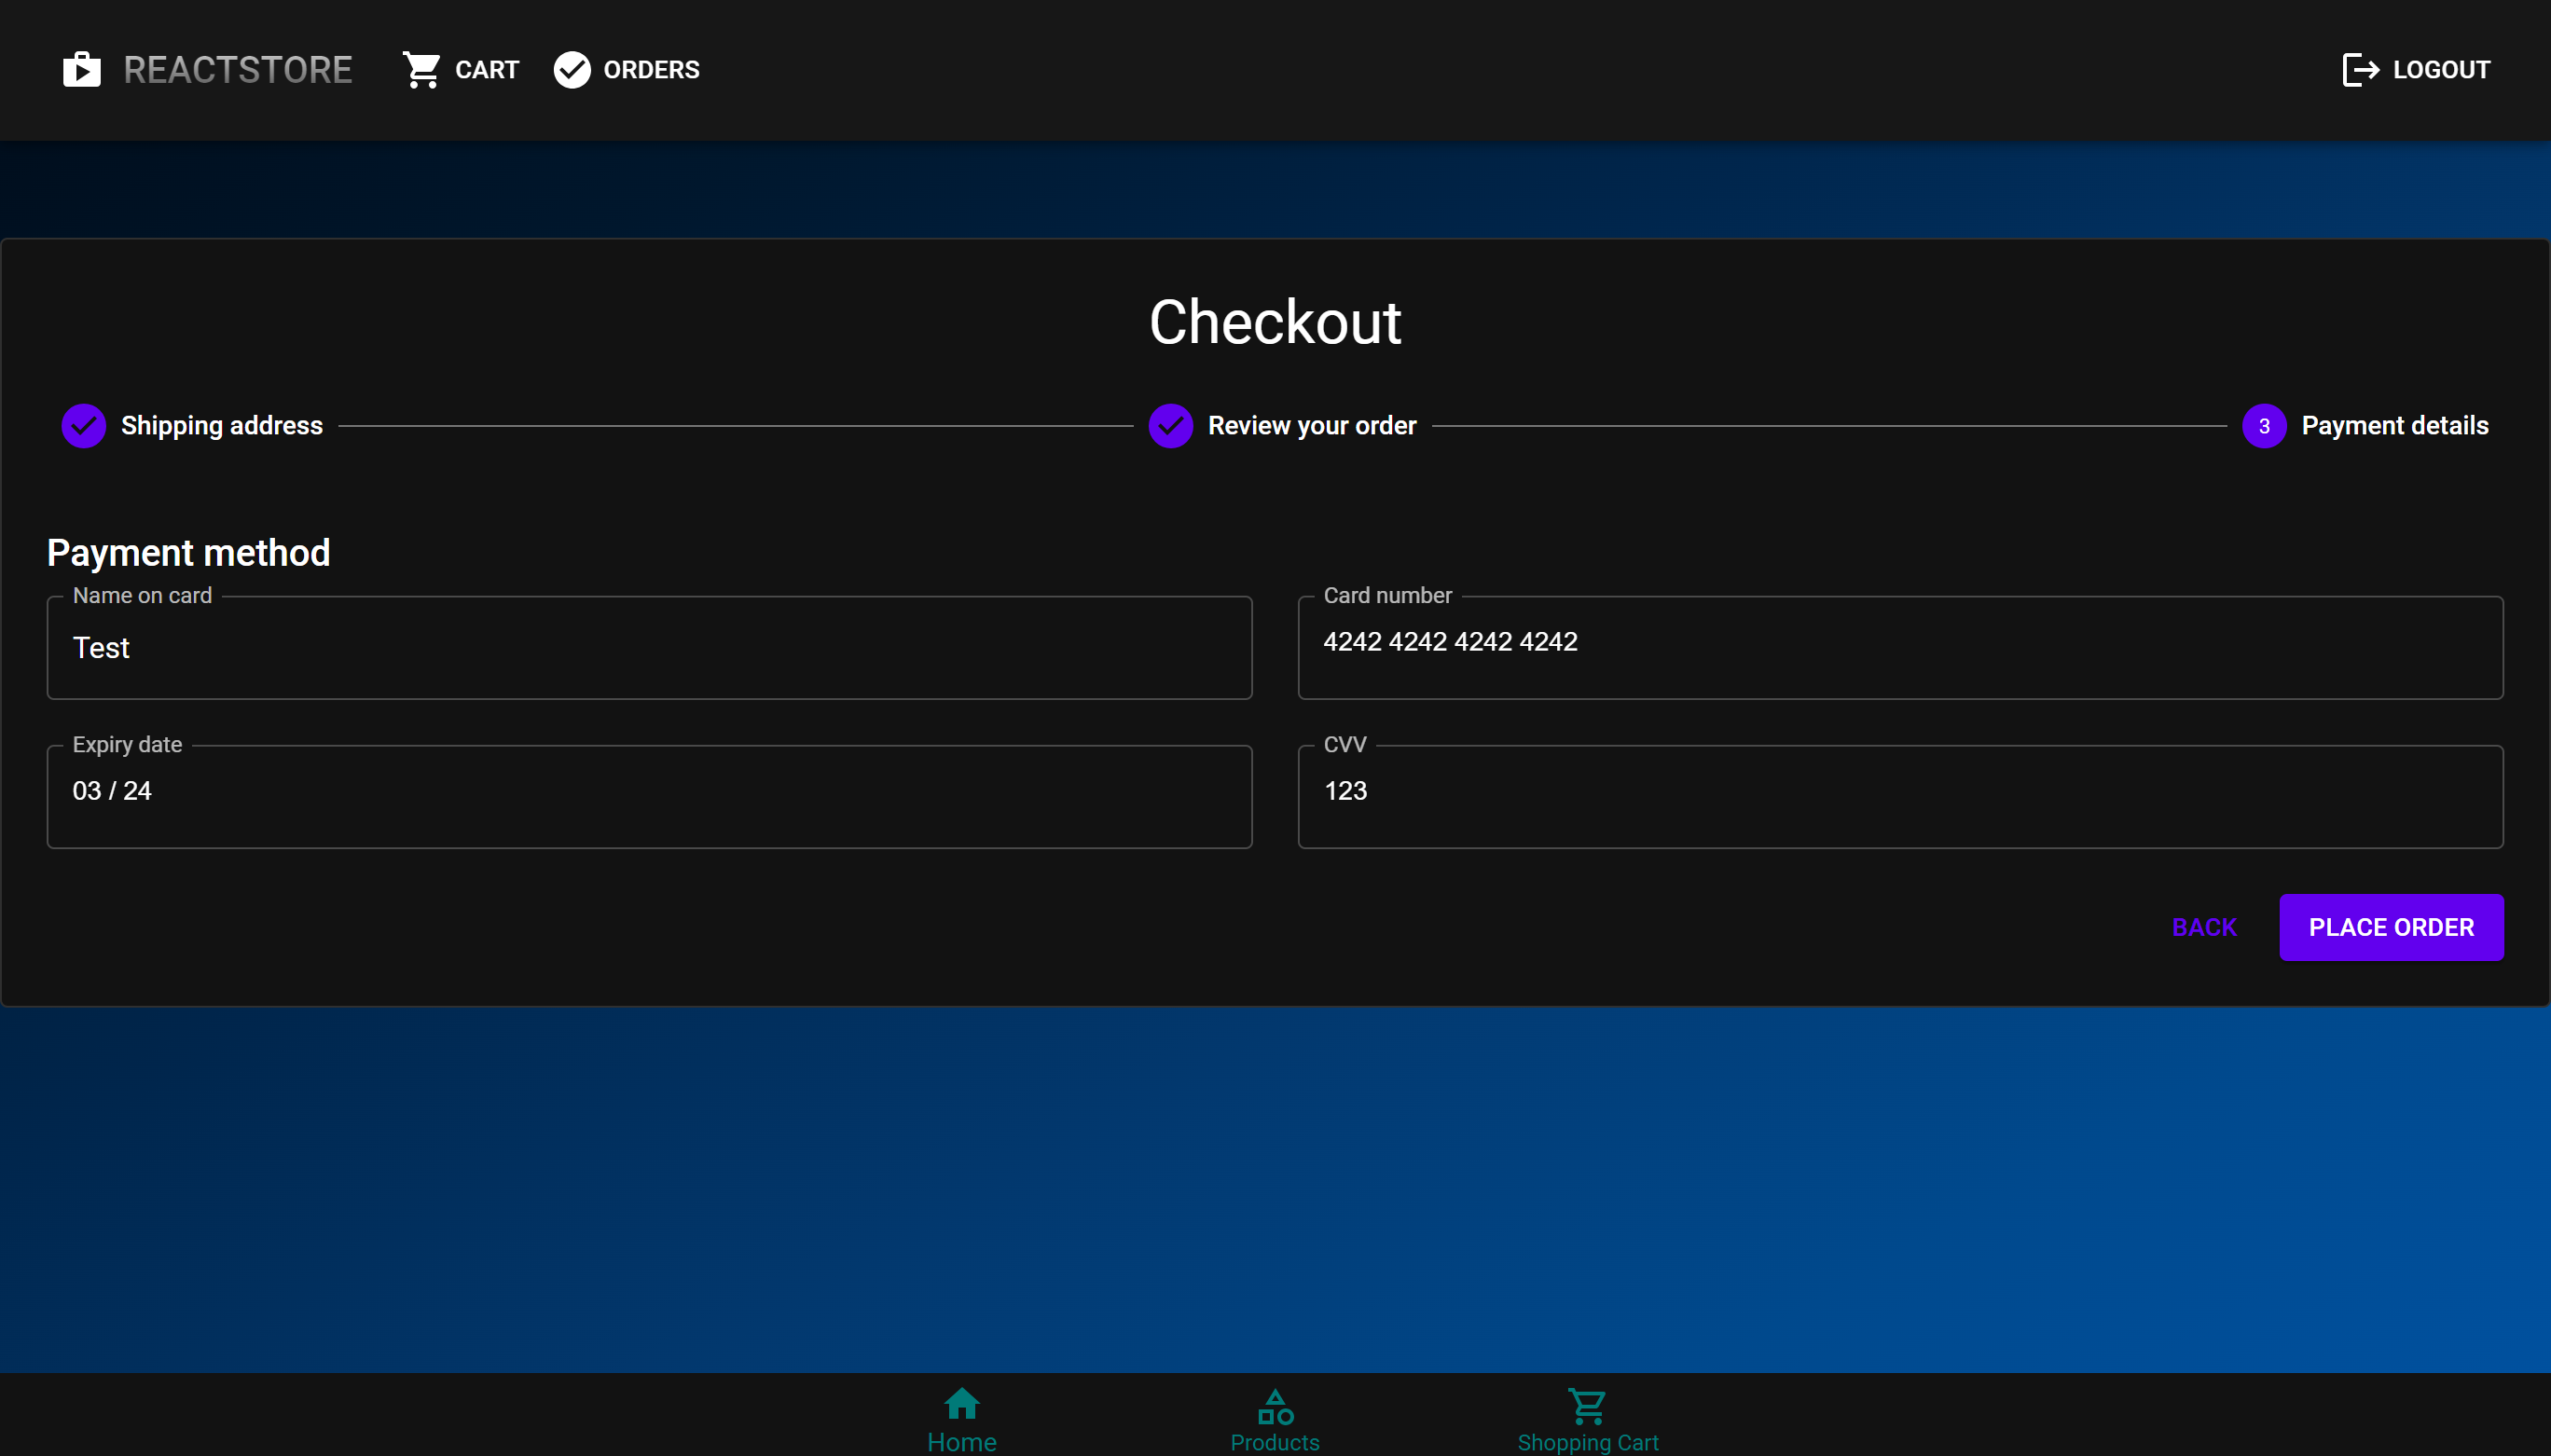 REACTSTORE CART ORDERS LOGOUT
Checkout
Shipping address Review your order 3 Payment details
Payment method
Name on card Card number
Test 4242 4242 4242 4242
Expiry date CVV
03 / 24 123
BACK PLACE ORDER
Home Products Shopping Cart